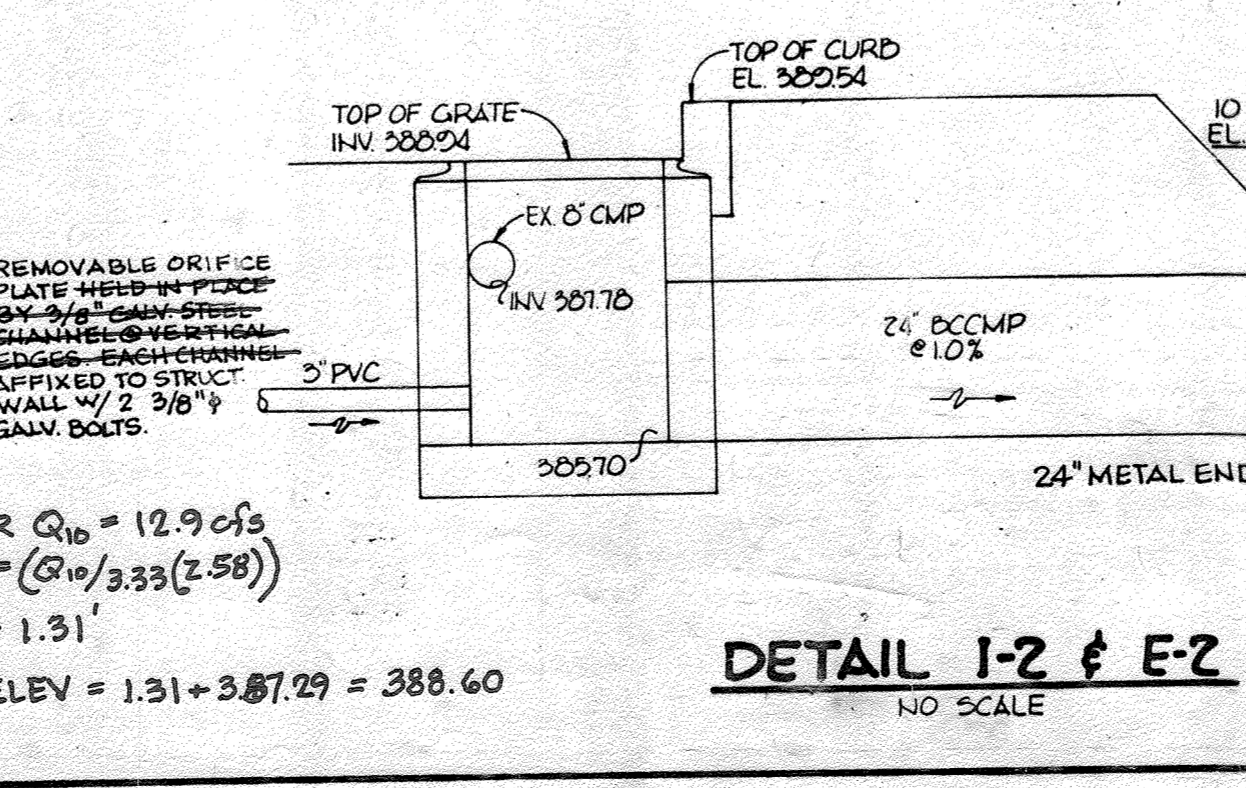 TOP OF CURB
EL. 389.54
TOP OF GRATE
INV. 388.94
10
EL.
EX. 8" CMP
INV 387.78
REMOVABLE ORIFICE
PLATE HELD IN PLACE
BY 3/8" GALV. STEEL
CHANNEL @ VERTICAL
EDGES. EACH CHANNEL
AFFIXED TO STRUCT.
WALL W/ 2 3/8" ϕ
GALV. BOLTS.
3" PVC
24" BCCMP
@ 1.0%
385.70
24" METAL END
R Q10 = 12.9 cfs
= (Q10/3.33(2.58))
= 1.31'
ELEV = 1.31 + 387.29 = 388.60
DETAIL I-2 & E-2
NO SCALE